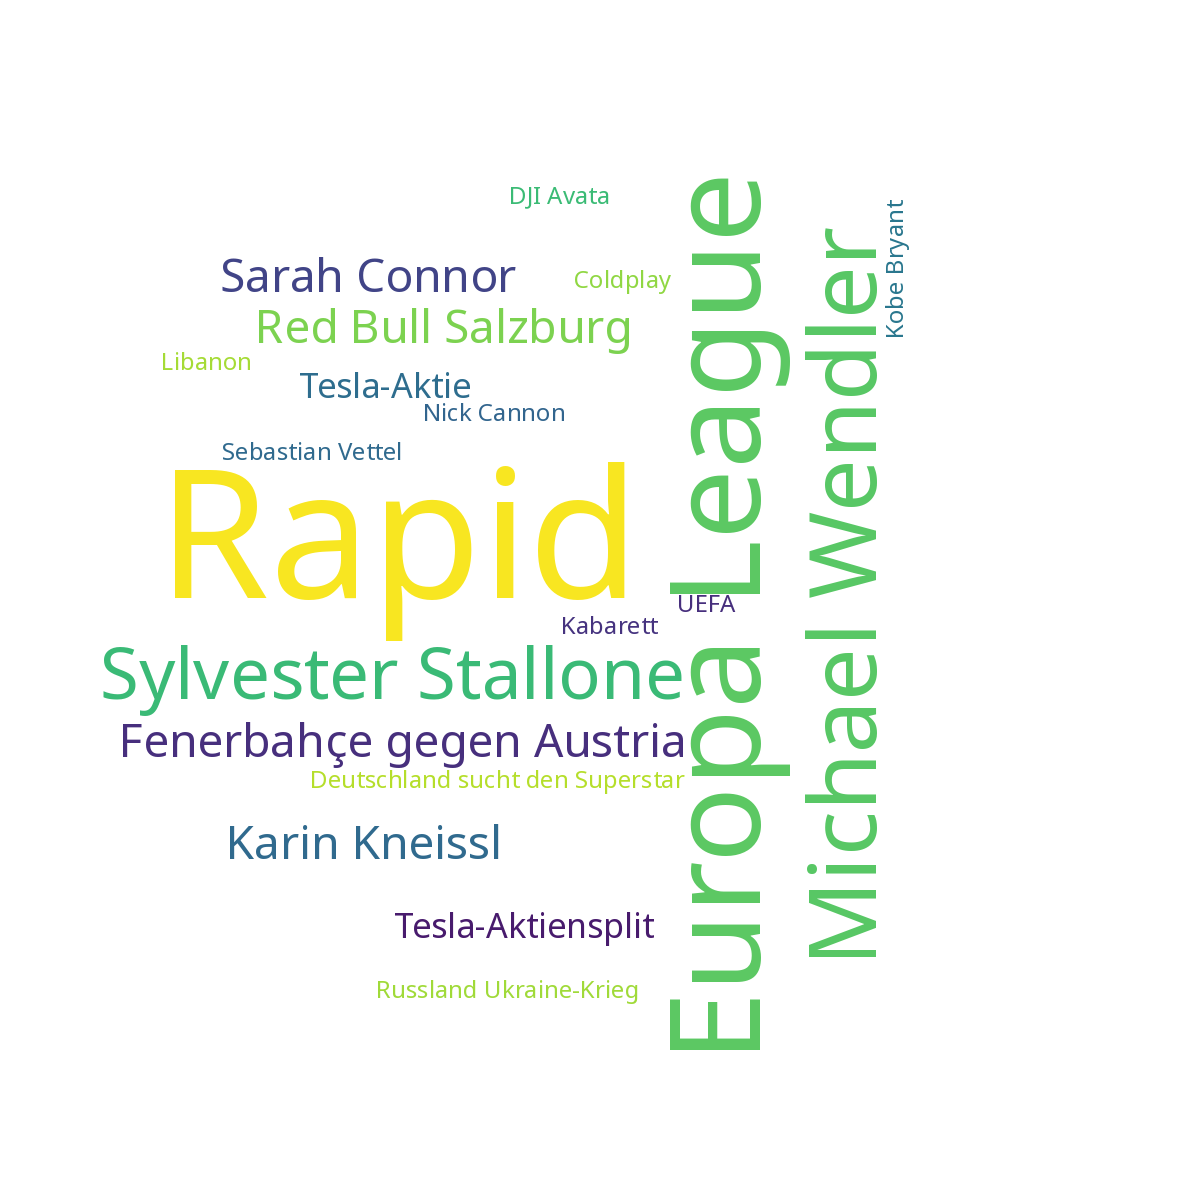 DJI Avata
Sarah Connor
Coldplay
Red Bull Salzburg
Libanon
Tesla-Aktie
Nick Cannon
Sebastian Vettel
Rapid
UEFA
Kabarett
Sylvester Stallone
Fenerbahçe gegen Austria
Deutschland sucht den Superstar
Karin Kneissl
Tesla-Aktiensplit
Russland Ukraine-Krieg
Europa League
Michael Wendler
Kobe Bryant